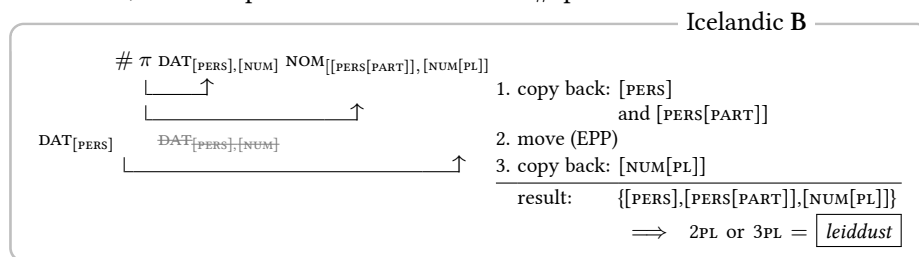 Icelandic B
# π DAT[PERS],[NUM] NOM[[PERS[PART]], [NUM[PL]]
1. copy back: [PERS]
and [PERS[PART]]
DAT[PERS] DAT[PERS],[NUM]
2. move (EPP)
3. copy back: [NUM[PL]]
result: {[PERS],[PERS[PART]],[NUM[PL]]}
⟹ 2PL or 3PL = leiddust